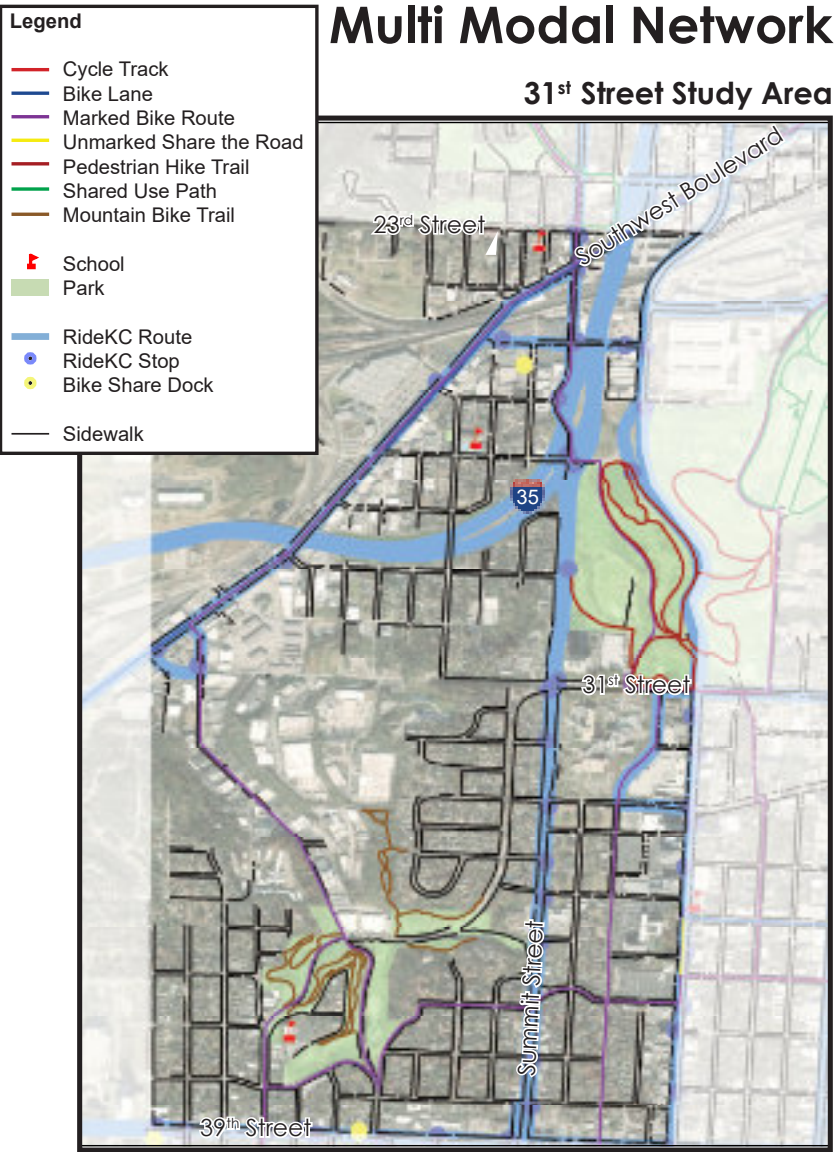 Legend
Multi Modal Network
31st Street Study Area
Cycle Track
Bike Lane
Marked Bike Route
Unmarked Share the Road
Pedestrian Hike Trail
Shared Use Path
Mountain Bike Trail
School
Park
RideKC Route
RideKC Stop
Bike Share Dock
Sidewalk
Southwest Boulevard
23rd Street
35
31st Street
Summit Street
39th Street